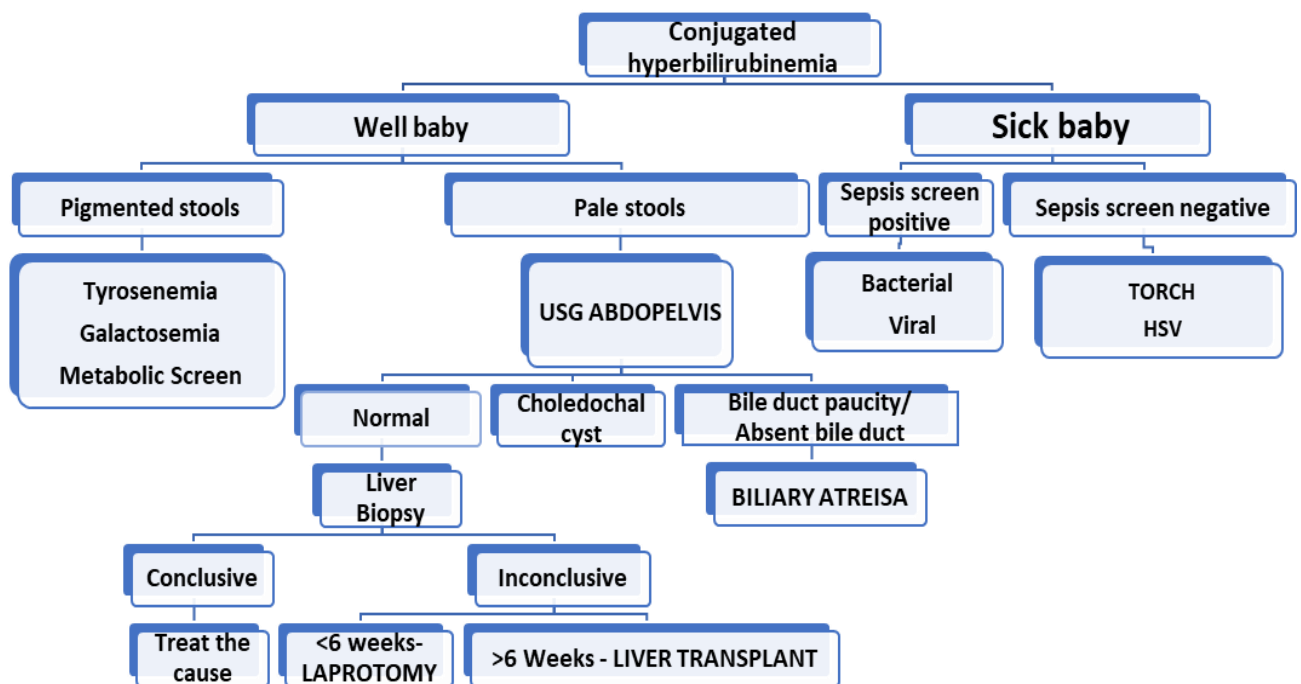 Conjugated
hyperbilirubinemia
Well baby
Sick baby
Pigmented stools
Pale stools
Sepsis screen
positive
Sepsis screen negative
Tyrosenemia
Galactosemia
Metabolic Screen
USG ABDOPELVIS
Bacterial
Viral
TORCH
HSV
Normal
Choledochal
cyst
Bile duct paucity/
Absent bile duct
Liver
Biopsy
BILIARY ATREISA
Conclusive
Inconclusive
Treat the
cause
<6 weeks-
LAPROTOMY
>6 Weeks - LIVER TRANSPLANT